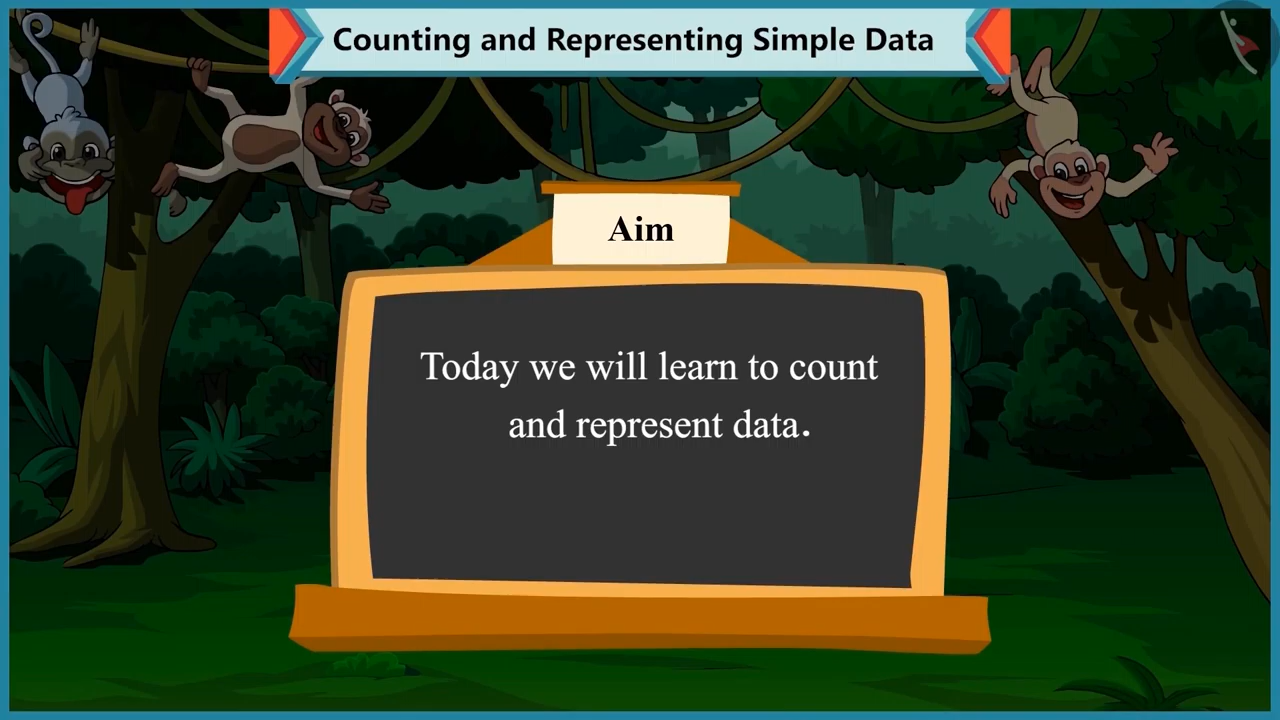 Counting and Representing Simple Data
Aim
Today we will learn to count
and represent data.